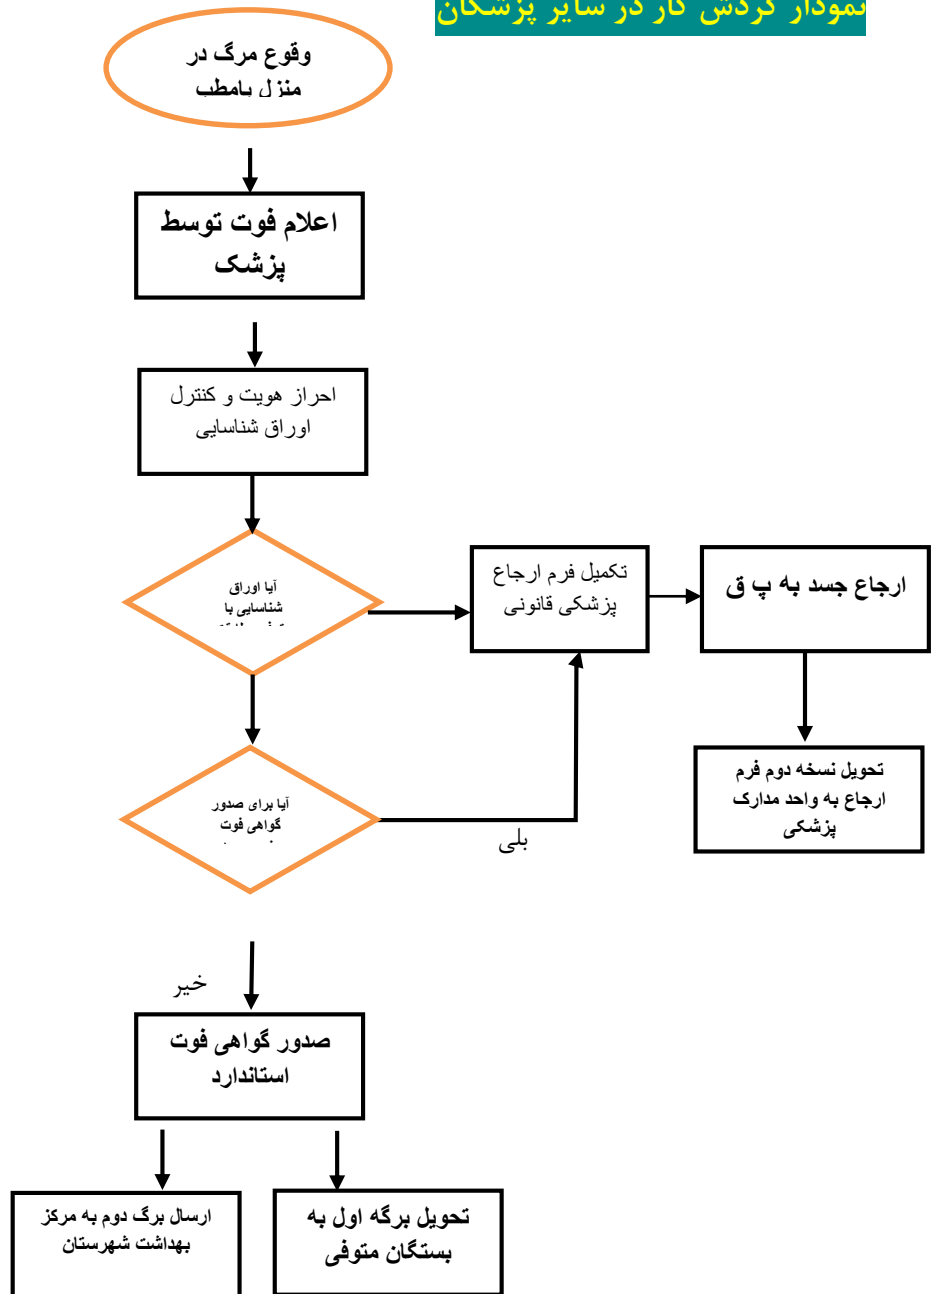 نمودار گردش کار در سایر پزشکان
وقوع مرگ در
منزل یامطب
اعلام فوت توسط
پزشک
احراز هویت و کنترل
اوراق شناسایی
آیا اوراق
شناسایی با
تکمیل فرم ارجاع
پزشکی قانونی
ارجاع جسد به پ ق
تحویل نسخه دوم فرم
ارجاع به واحد مدارک
پزشکی
آیا برای صدور
گواهی فوت
بلی
خیر
صدور گواهی فوت
استاندارد
تحویل برگه اول به
بستگان متوفی
ارسال برگ دوم به مرکز
بهداشت شهرستان